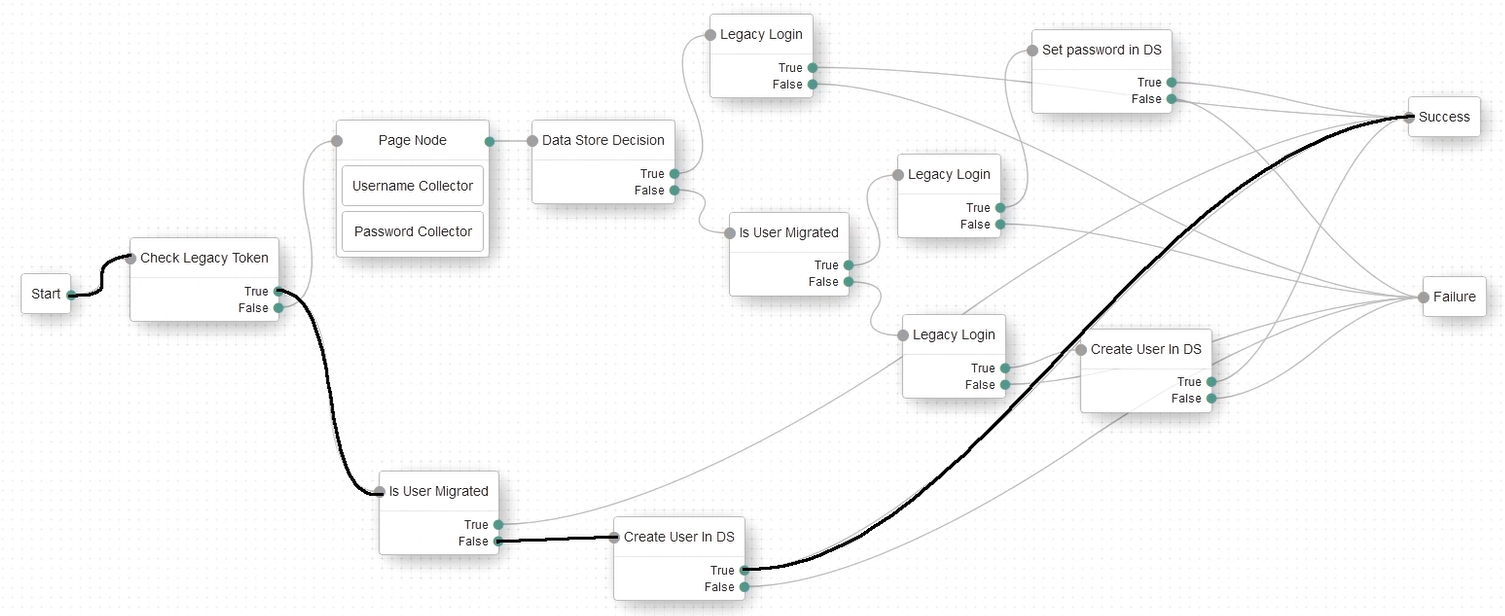 Start
Check Legacy Token
True
False
Page Node
Username Collector
Password Collector
Data Store Decision
True
False
Legacy Login
True
False
Is User Migrated
True
False
Legacy Login
True
False
Set password in DS
True
False
Legacy Login
True
False
Create User In DS
True
False
Is User Migrated
True
False
Create User In DS
True
False
Success
Failure